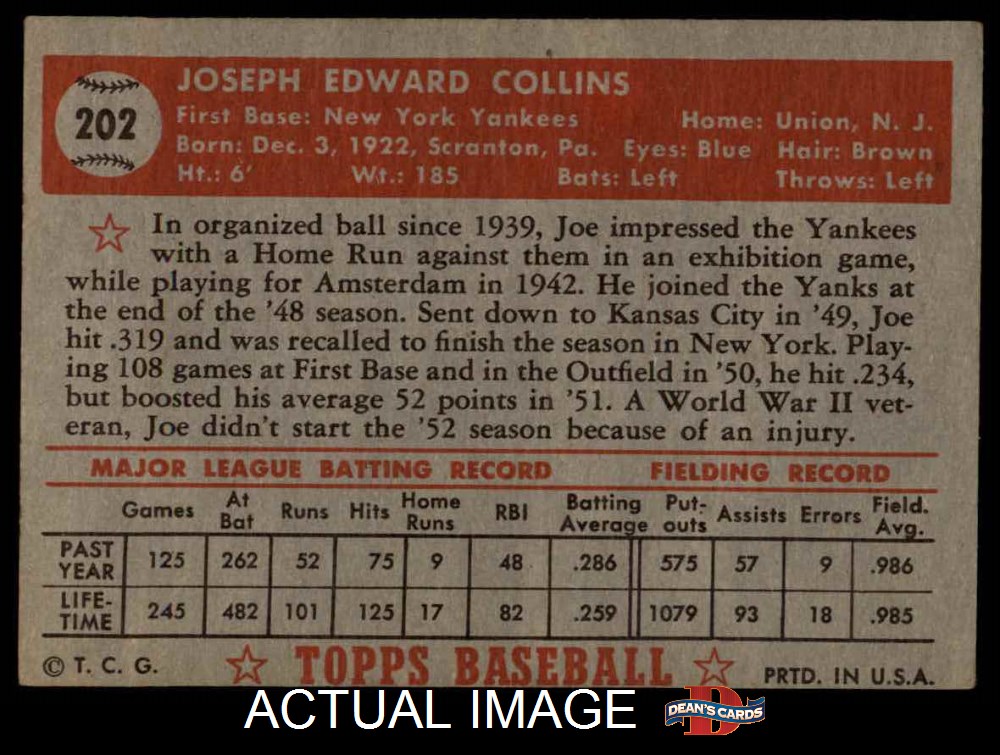 202
JOSEPH EDWARD COLLINS
First Base: New York Yankees Home: Union, N. J.
Born: Dec. 3, 1922, Scranton, Pa. Eyes: Blue Hair: Brown
Ht.: 6' Wt.: 185 Bats: Left Throws: Left
In organized ball since 1939, Joe impressed the Yankees
with a Home Run against them in an exhibition game,
while playing for Amsterdam in 1942. He joined the Yanks at
the end of the '48 season. Sent down to Kansas City in '49, Joe
hit .319 and was recalled to finish the season in New York. Play-
ing 108 games at First Base and in the Outfield in '50, he hit .234,
but boosted his average 52 points in '51. A World War II vet-
eran, Joe didn't start the '52 season because of an injury.
MAJOR LEAGUE BATTING RECORD FIELDING RECORD
Games At Bat Runs Hits Home Runs RBI Batting Average Put-outs Assists Errors Field. Avg.
PAST YEAR 125 262 52 75 9 48 .286 575 57 9 .986
LIFE-TIME 245 482 101 125 17 82 .259 1079 93 18 .985
© T. C. G. TOPPS BASEBALL PRTD. IN U.S.A.
ACTUAL IMAGE D DEAN'S CARDS